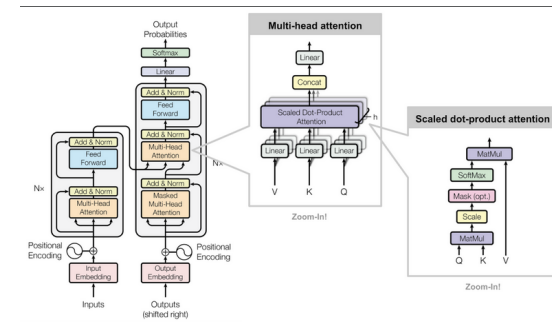 Output
Probabilities
Softmax
Linear
Add & Norm
Feed
Forward
Add & Norm
Multi-Head
Attention
Add & Norm
Masked
Multi-Head
Attention
Nx
Add & Norm
Feed
Forward
Add & Norm
Multi-Head
Attention
Nx
Positional
Encoding
Positional
Encoding
Input
Embedding
Output
Embedding
Inputs
Outputs
(shifted right)
Multi-head attention
Linear
Concat
Scaled Dot-Product
Attention
h
Linear
Linear
Linear
V
K
Q
Zoom-In!
Scaled dot-product attention
MatMul
SoftMax
Mask (opt.)
Scale
MatMul
Q
K
V
Zoom-In!